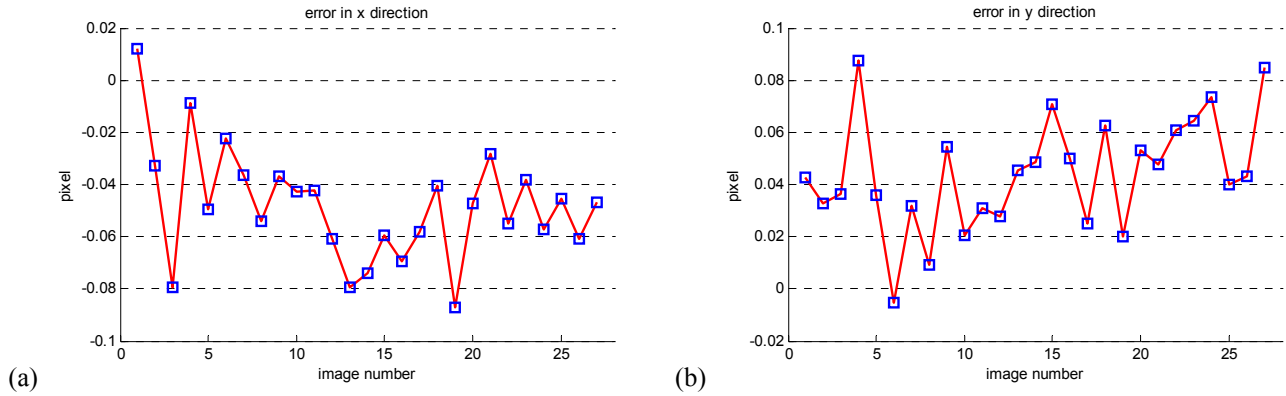 error in x direction
0.02
0
-0.02
-0.04
-0.06
-0.08
-0.1
pixel
0 5 10 15 20 25
image number
(a)
error in y direction
0.1
0.08
0.06
0.04
0.02
0
-0.02
pixel
0 5 10 15 20 25
image number
(b)